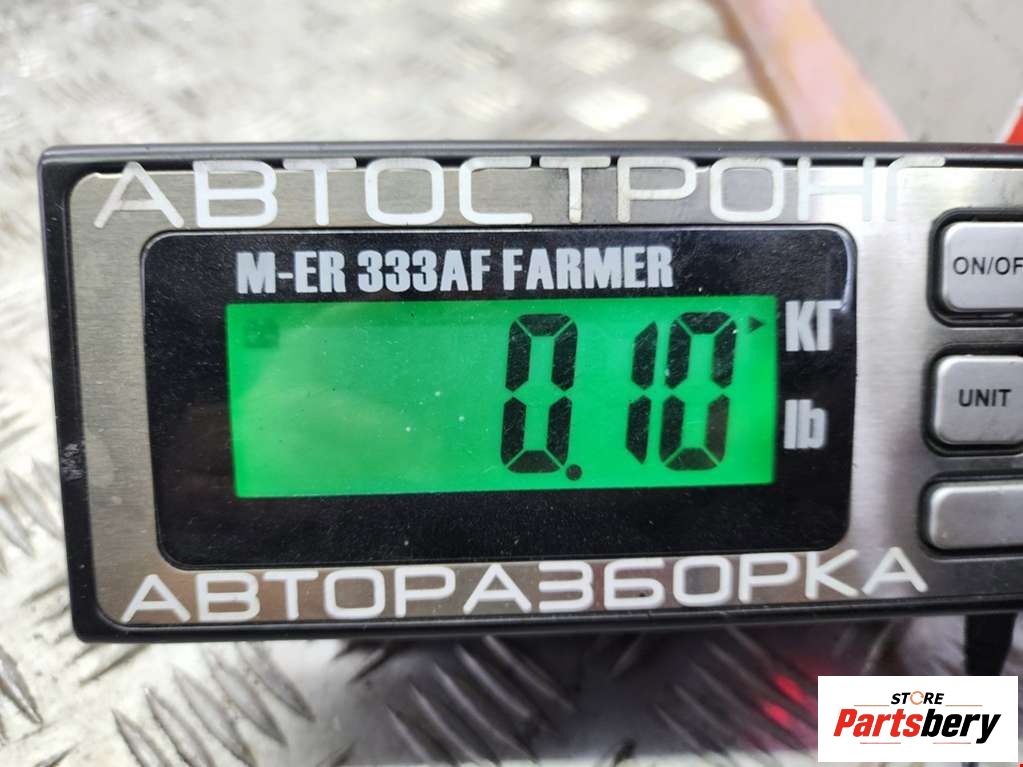 АВТОСТРОНГ
M-ER 333AF FARMER
0.10
КГ
lb
ON/OF
UNIT
АВТОРАЗБОРКА
STORE
Partsbery